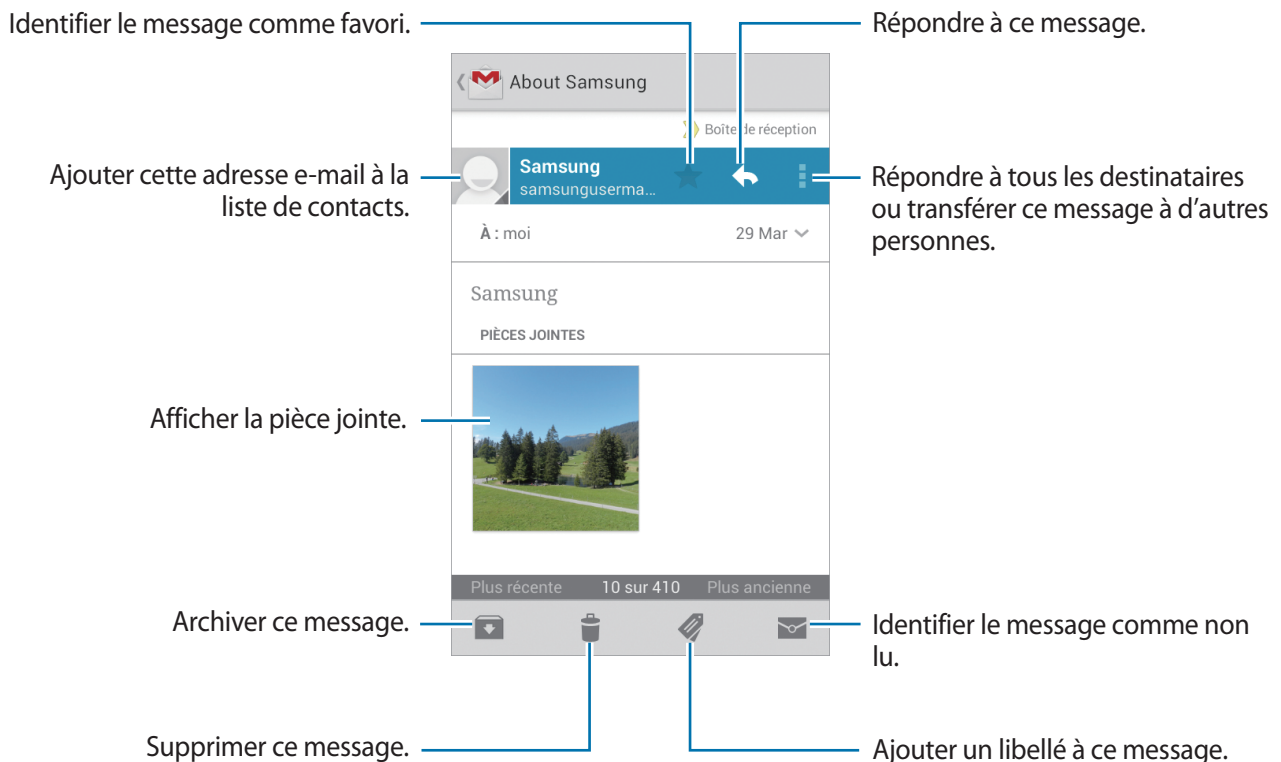 Identifier le message comme favori.
Répondre à ce message.
About Samsung
Boîte de réception
Ajouter cette adresse e-mail à la
liste de contacts.
Samsung
samsunguserma...
Répondre à tous les destinataires
ou transférer ce message à d'autres
personnes.
À : moi
29 Mar
Samsung
PIÈCES JOINTES
Afficher la pièce jointe.
Plus récente 10 sur 410 Plus ancienne
Archiver ce message.
Identifier le message comme non
lu.
Supprimer ce message.
Ajouter un libellé à ce message.